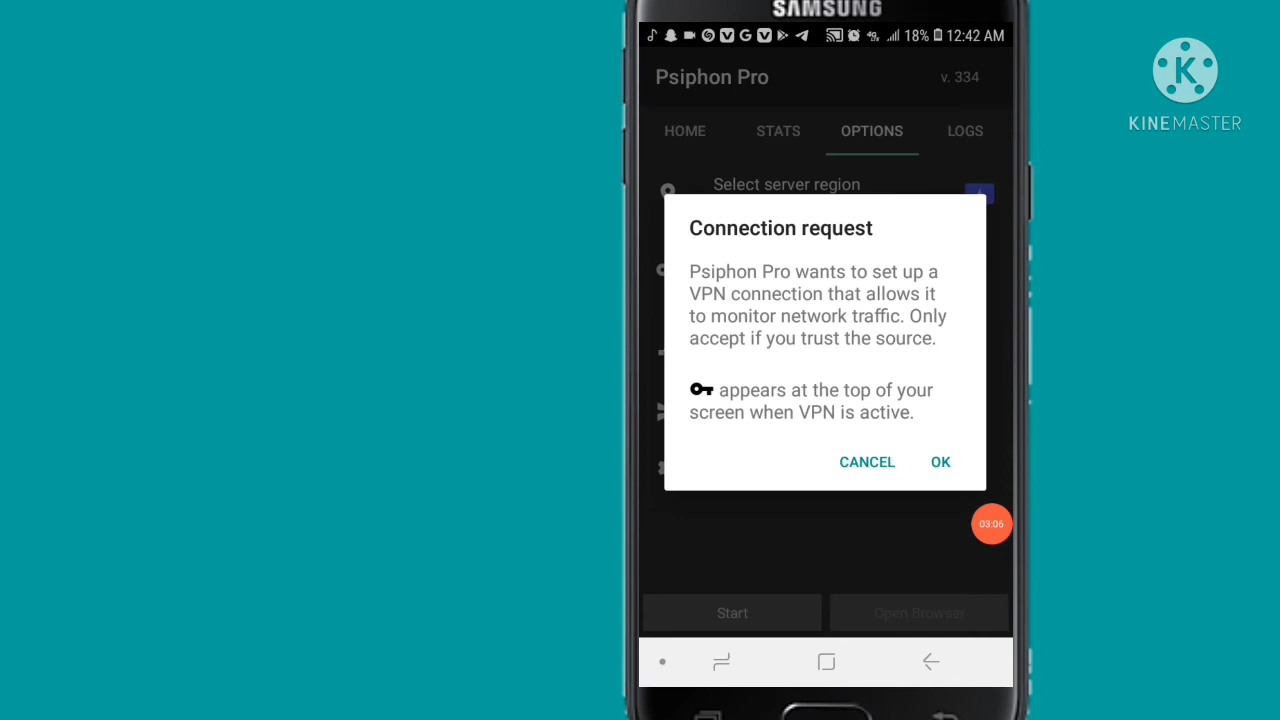 SAMSUNG
18% 12:42 AM
Psiphon Pro
v. 334
HOME STATS OPTIONS LOGS
Select server region
Connection request
Psiphon Pro wants to set up a
VPN connection that allows it
to monitor network traffic. Only
accept if you trust the source.
appears at the top of your
screen when VPN is active.
CANCEL OK
03:06
Start Open Browser
K
KINEMASTER